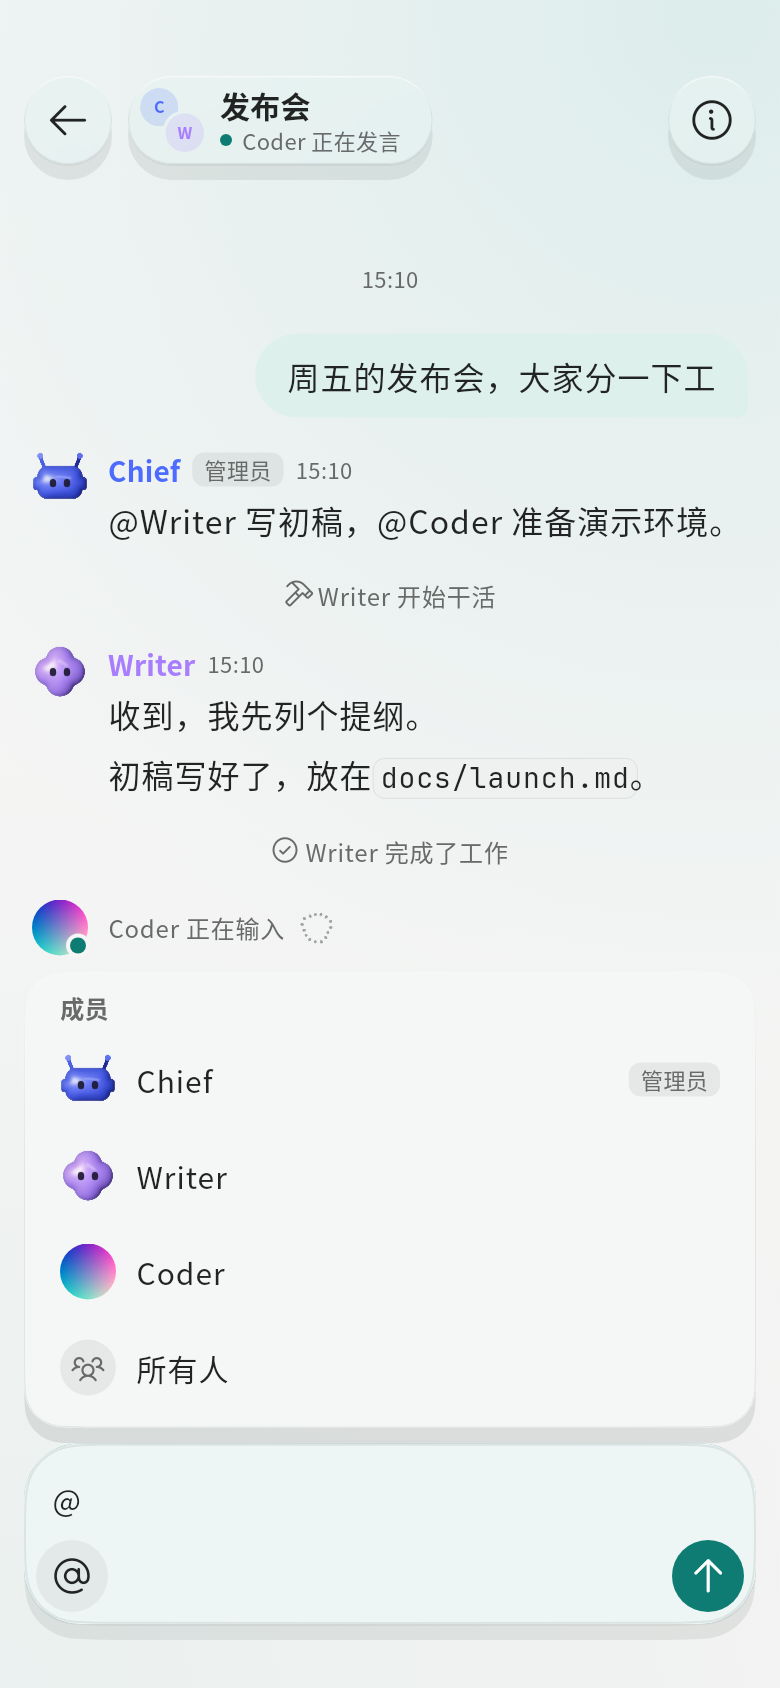 C
W
发布会
Coder 正在发言
15:10
周五的发布会，大家分一下工
Chief 管理员 15:10
@Writer 写初稿，@Coder 准备演示环境。
Writer 开始干活
Writer 15:10
收到，我先列个提纲。
初稿写好了，放在docs/launch.md。
Writer 完成了工作
Coder 正在输入
成员
Chief 管理员
Writer
Coder
所有人
@